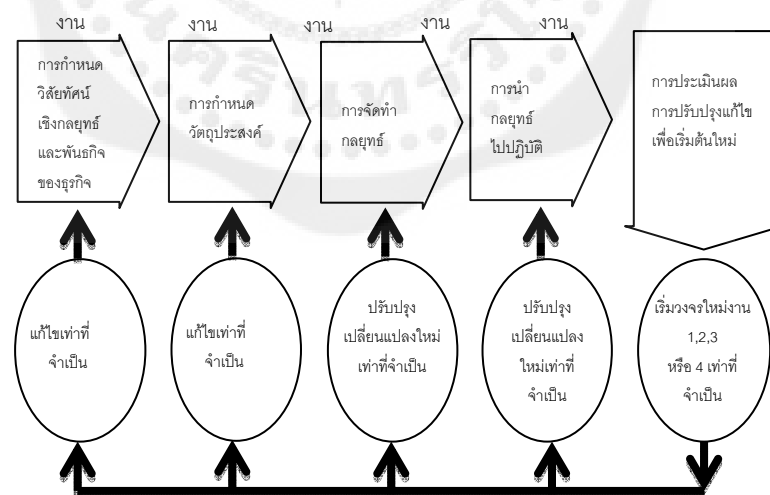 งาน
งาน
งาน
งาน
งาน
การกำหนด
วิสัยทัศน์
เชิงกลยุทธ์
และพันธกิจ
ของธุรกิจ
การกำหนด
วัตถุประสงค์
การจัดทำ
กลยุทธ์
การนำ
กลยุทธ์
ไปปฏิบัติ
การประเมินผล
การปรับปรุงแก้ไข
เพื่อเริ่มต้นใหม่
แก้ไขเท่าที่
จำเป็น
แก้ไขเท่าที่
จำเป็น
ปรับปรุง
เปลี่ยนแปลงใหม่
เท่าที่จำเป็น
ปรับปรุง
เปลี่ยนแปลง
ใหม่เท่าที่
จำเป็น
เริ่มวงจรใหม่งาน
1,2,3
หรือ 4 เท่าที่
จำเป็น